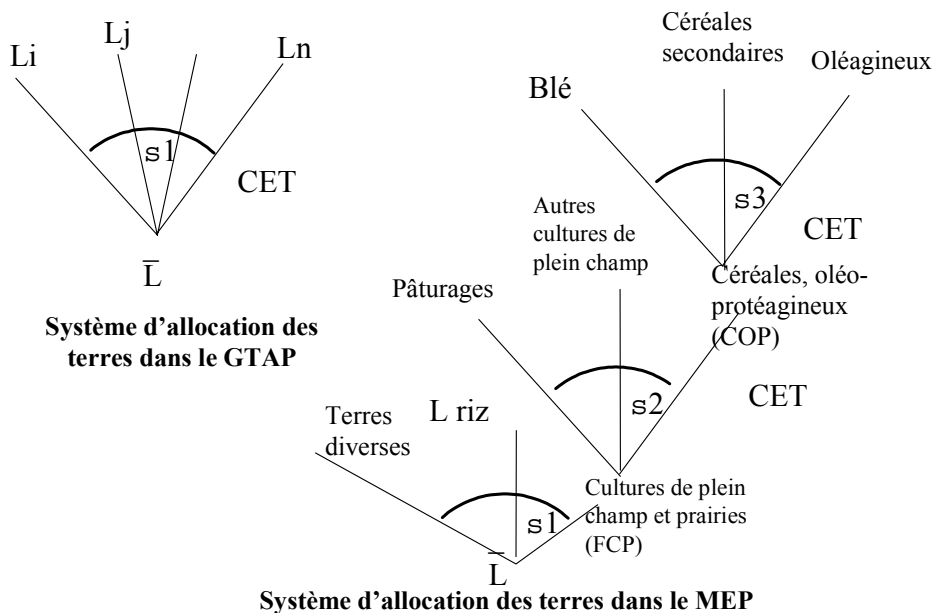 Li
Lj
Ln
s1
CET
L̅
Système d'allocation des
terres dans le GTAP
Céréales
secondaires
Oléagineux
Blé
s3
CET
Céréales, oléo-
protéagineux
(COP)
Autres
cultures de
plein champ
Pâturages
s2
CET
Cultures de plein
champ et prairies
(FCP)
L riz
Terres
diverses
s1
L̅
Système d'allocation des terres dans le MEP